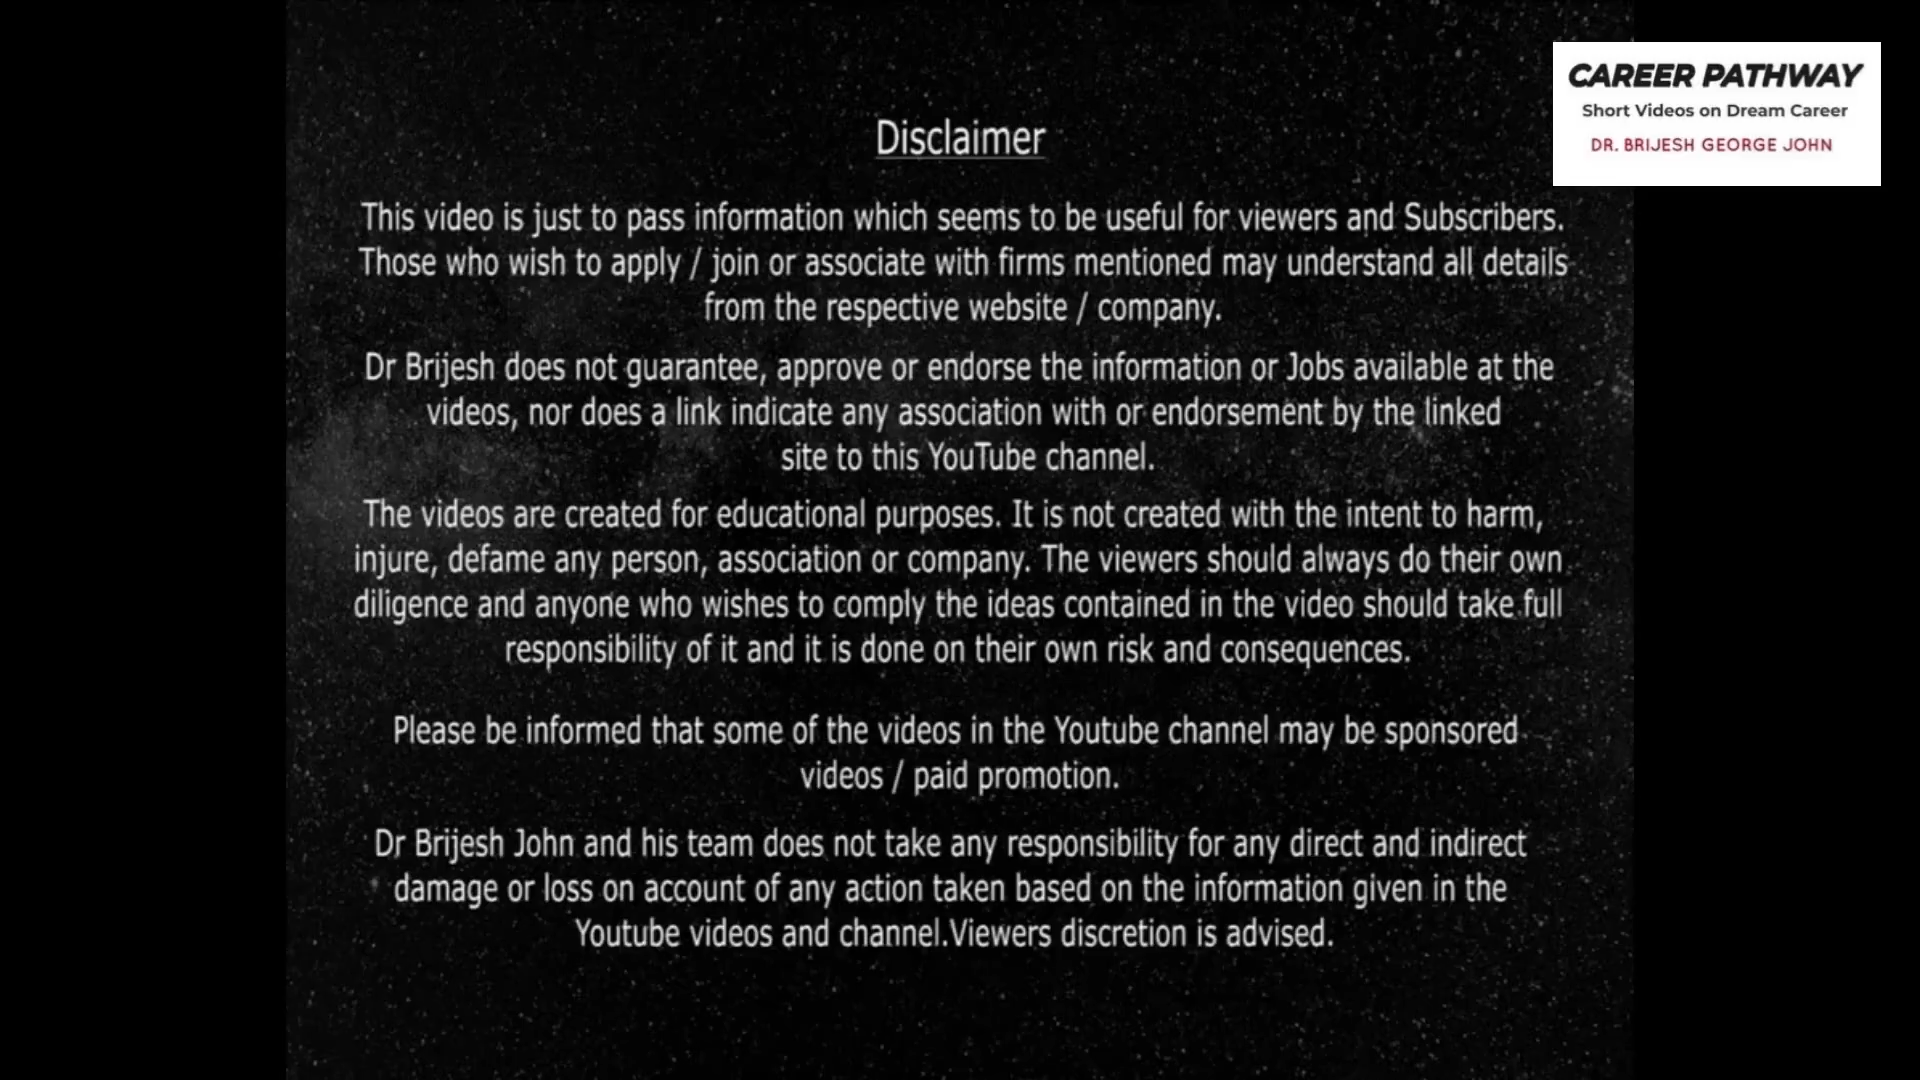 CAREER PATHWAY
Short Videos on Dream Career
DR. BRIJESH GEORGE JOHN
Disclaimer
This video is just to pass information which seems to be useful for viewers and Subscribers.
Those who wish to apply / join or associate with firms mentioned may understand all details
from the respective website / company.
Dr Brijesh does not guarantee, approve or endorse the information or Jobs available at the
videos, nor does a link indicate any association with or endorsement by the linked
site to this YouTube channel.
The videos are created for educational purposes. It is not created with the intent to harm,
injure, defame any person, association or company. The viewers should always do their own
diligence and anyone who wishes to comply the ideas contained in the video should take full
responsibility of it and it is done on their own risk and consequences.
Please be informed that some of the videos in the Youtube channel may be sponsored
videos / paid promotion.
Dr Brijesh John and his team does not take any responsibility for any direct and indirect
damage or loss on account of any action taken based on the information given in the
Youtube videos and channel.Viewers discretion is advised.